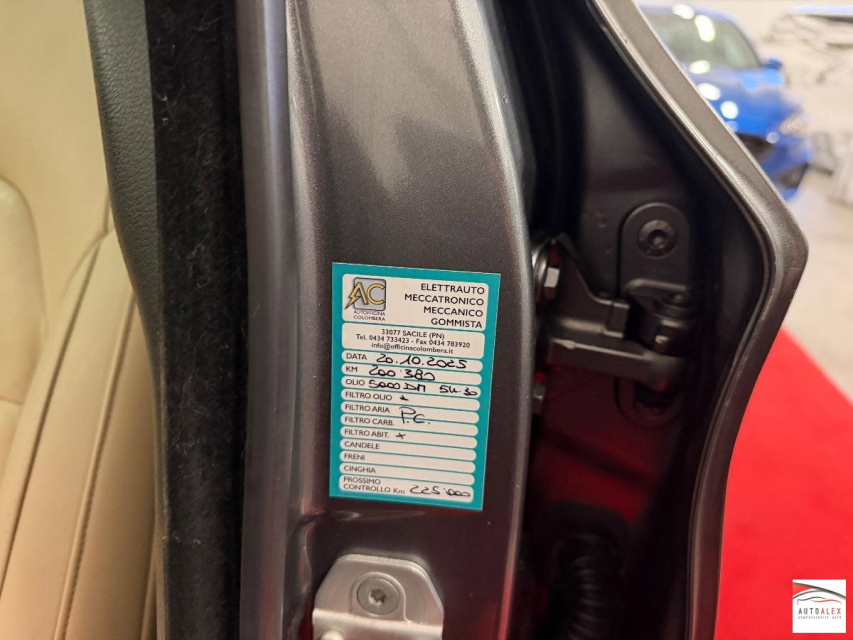 AC
AUTOFFICINA
COLOMBERA
ELETTRAUTO
MECCATRONICO
MECCANICO
GOMMISTA
33077 SACILE (PN)
Tel. 0434 733423 - Fax 0434 783920
info@officinacolombera.it
DATA 20.10.2025
KM 200'380
OLIO 5W.30
FILTRO OLIO
FILTRO ARIA
FILTRO CARB. P.C.
FILTRO ABIT. x
CANDELE
FRENI
CINGHIA
PROSSIMO
CONTROLLO Km 225'000
AUTOALEX
COMPRAVENDITA AUTO